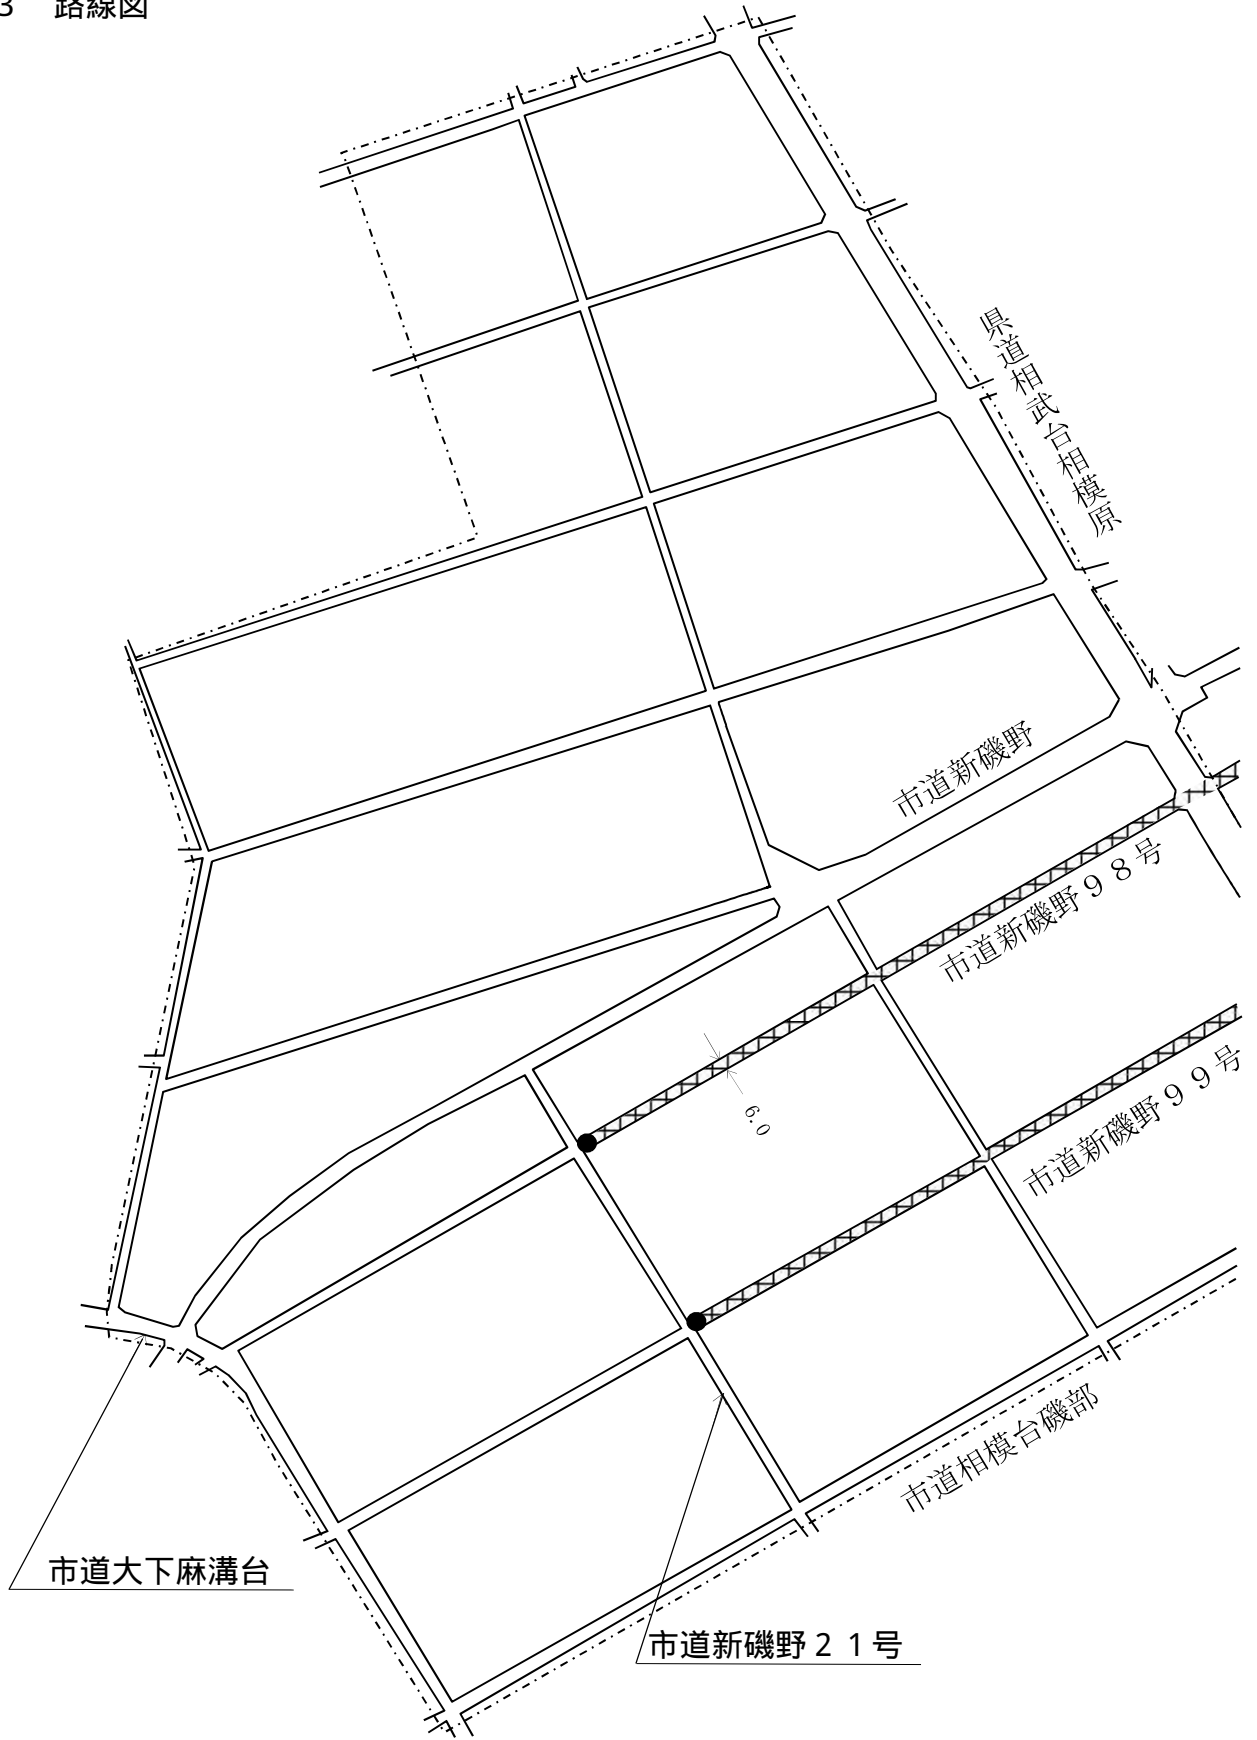 3　路線図
県道相武台相模原
市道新磯野
市道新磯野９８号
市道新磯野９９号
6.0
市道相模台磯部
市道大下麻溝台
市道新磯野２１号